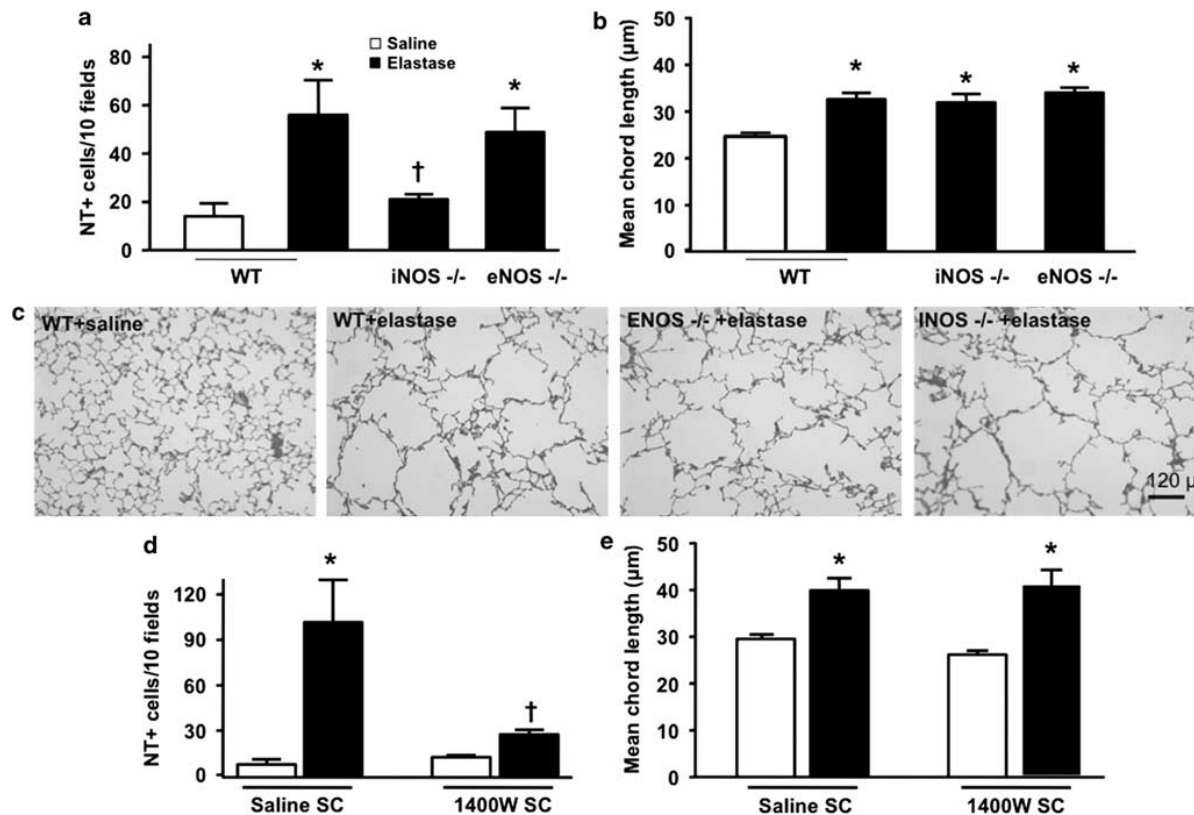 a
Saline
Elastase
NT+ cells/10 fields
80
60
40
20
0
*
†
*
WT
iNOS -/-
eNOS -/-
b
Mean chord length (µm)
50
40
30
20
10
0
*
*
*
WT
iNOS -/-
eNOS -/-
c
WT+saline
WT+elastase
ENOS -/- +elastase
INOS -/- +elastase
120 µ
d
NT+ cells/10 fields
120
90
60
30
0
*
†
Saline SC
1400W SC
e
Mean chord length (µm)
50
40
30
20
10
0
*
*
Saline SC
1400W SC